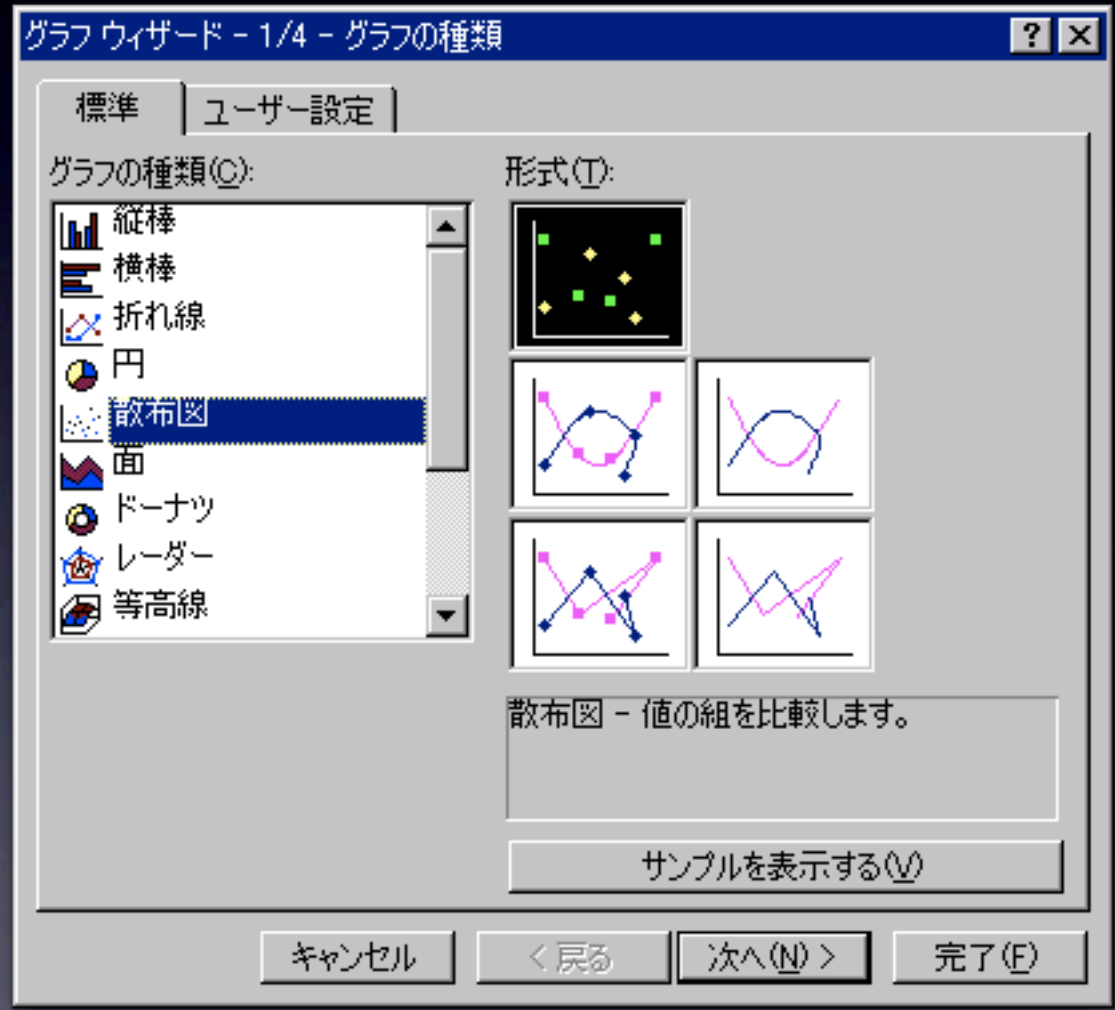 グラフ ウィザード - 1/4 - グラフの種類
標準
ユーザー設定
グラフの種類(C):
縦棒
横棒
折れ線
円
散布図
面
ドーナツ
レーダー
等高線
形式(T):
散布図 - 値の組を比較します。
サンプルを表示する(V)
キャンセル
< 戻る
次へ(N) >
完了(F)